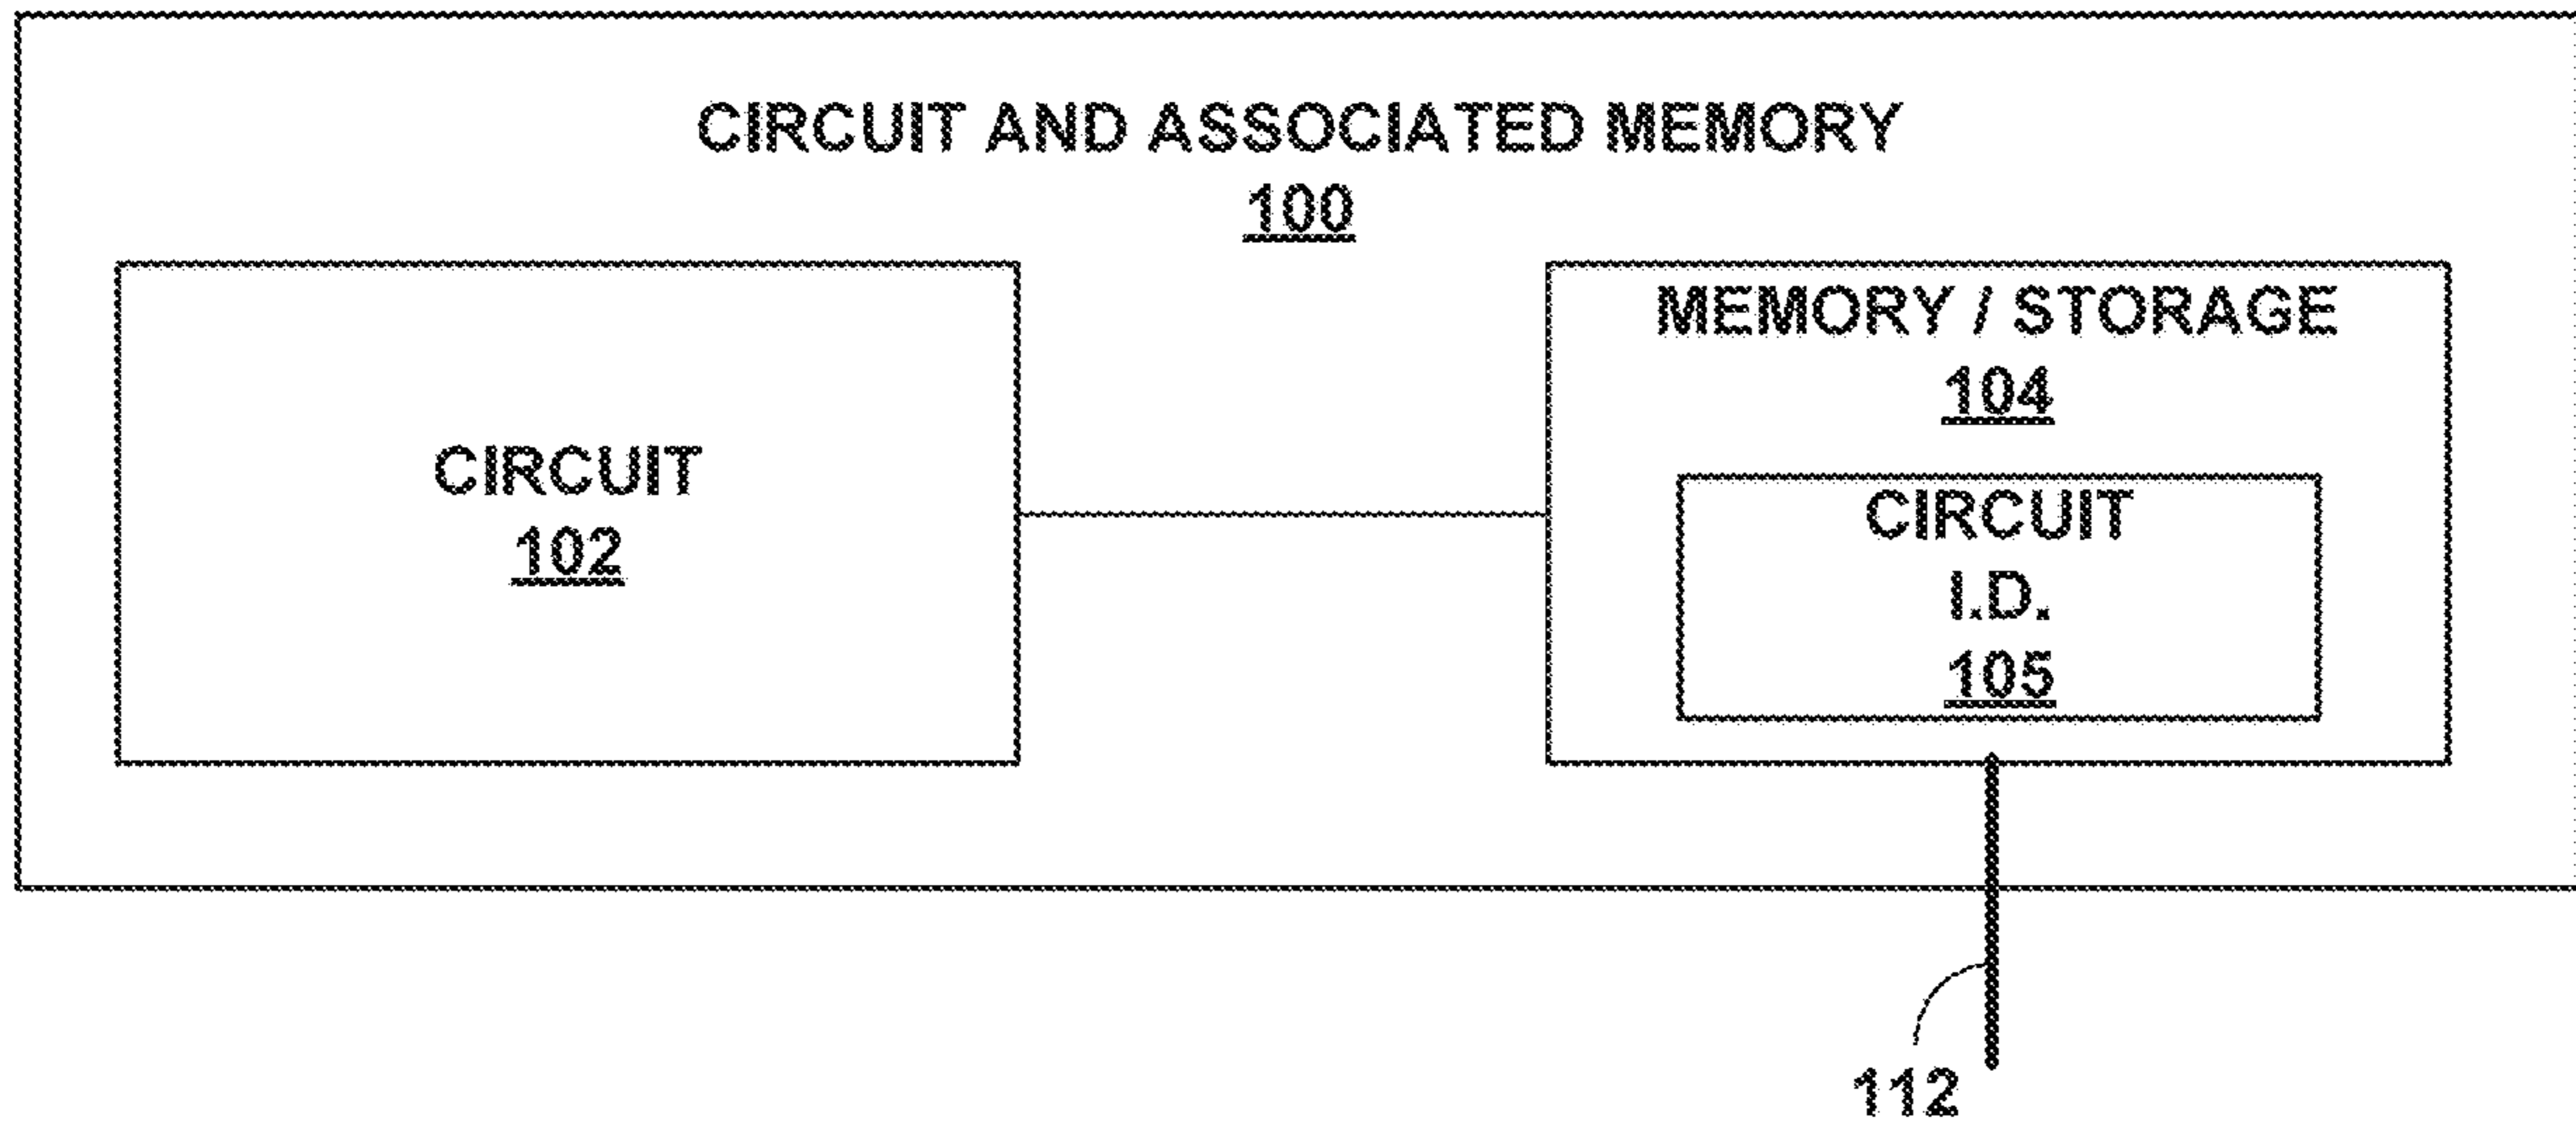 CIRCUIT AND ASSOCIATED MEMORY
100
CIRCUIT
102
MEMORY / STORAGE
104
CIRCUIT
I.D.
105
112